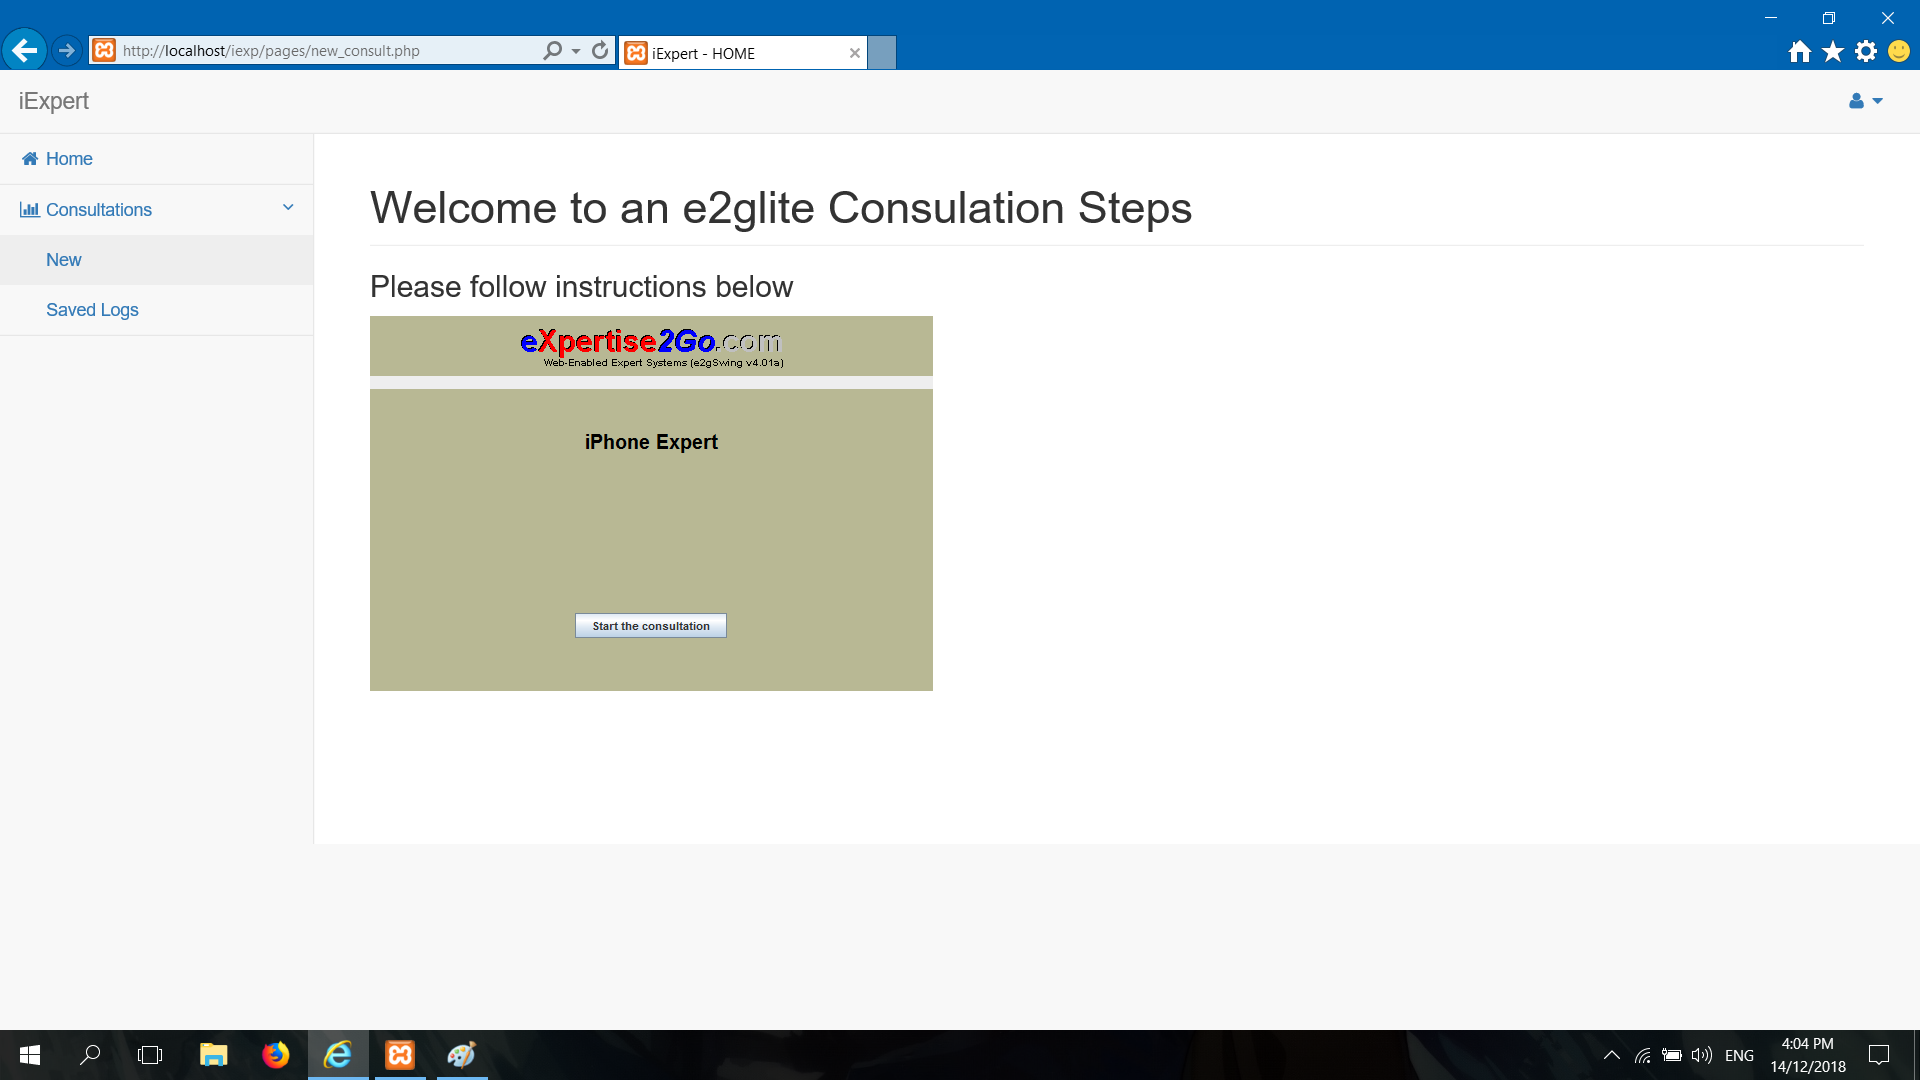 http://localhost/iexp/pages/new_consult.php
iExpert - HOME
iExpert
Home
Consultations
New
Saved Logs
Welcome to an e2glite Consulation Steps
Please follow instructions below
eXpertise2Go.com
Web-Enabled Expert Systems (e2gSwing v4.01a)
iPhone Expert
Start the consultation
ENG
4:04 PM
14/12/2018